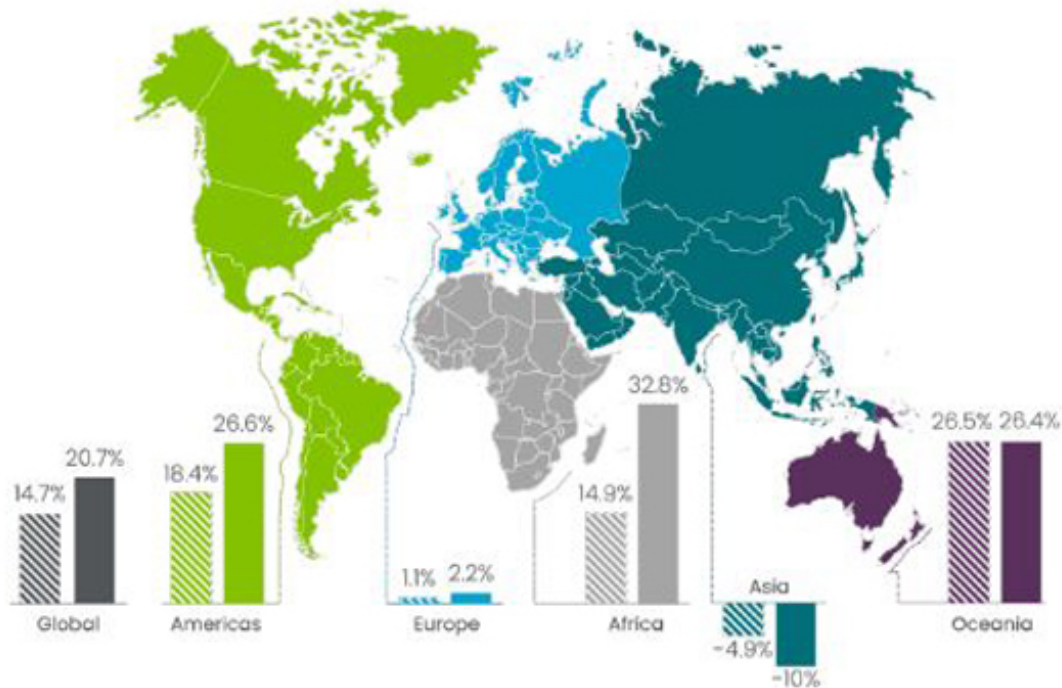 32.8%
26.6%
26.5% 26.4%
20.7%
18.4%
14.7%
14.9%
1.1% 2.2%
Asia
Global
Americas
Europe
Africa
Oceania
-4.9%
-10%